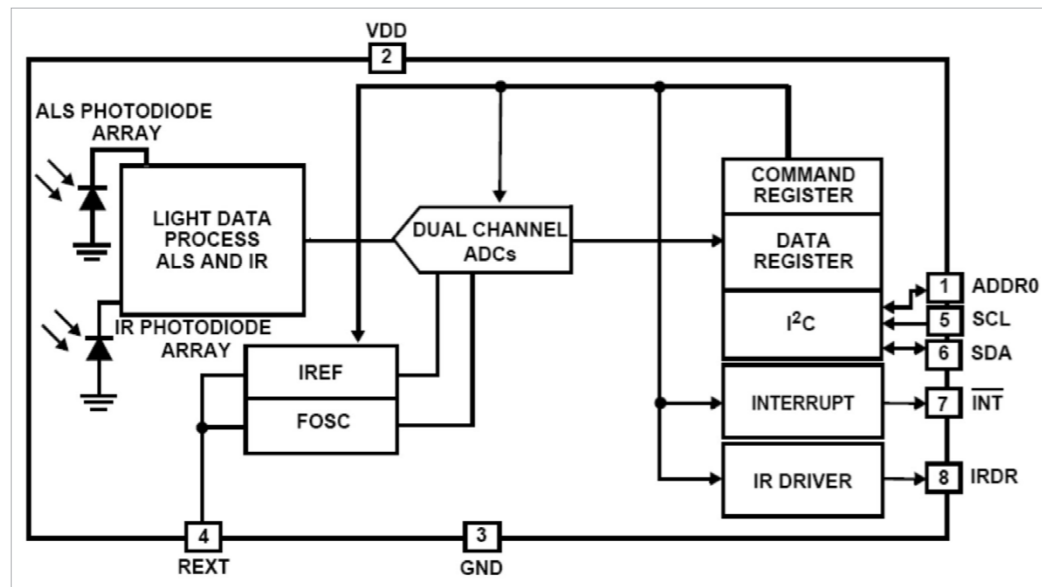 VDD
2
ALS PHOTODIODE
ARRAY
LIGHT DATA
PROCESS
ALS AND IR
IR PHOTODIODE
ARRAY
DUAL CHANNEL
ADCs
IREF
FOSC
COMMAND
REGISTER
DATA
REGISTER
I²C
INTERRUPT
IR DRIVER
1 ADDR0
5 SCL
6 SDA
7 I̅N̅T̅
8 IRDR
4
REXT
3
GND